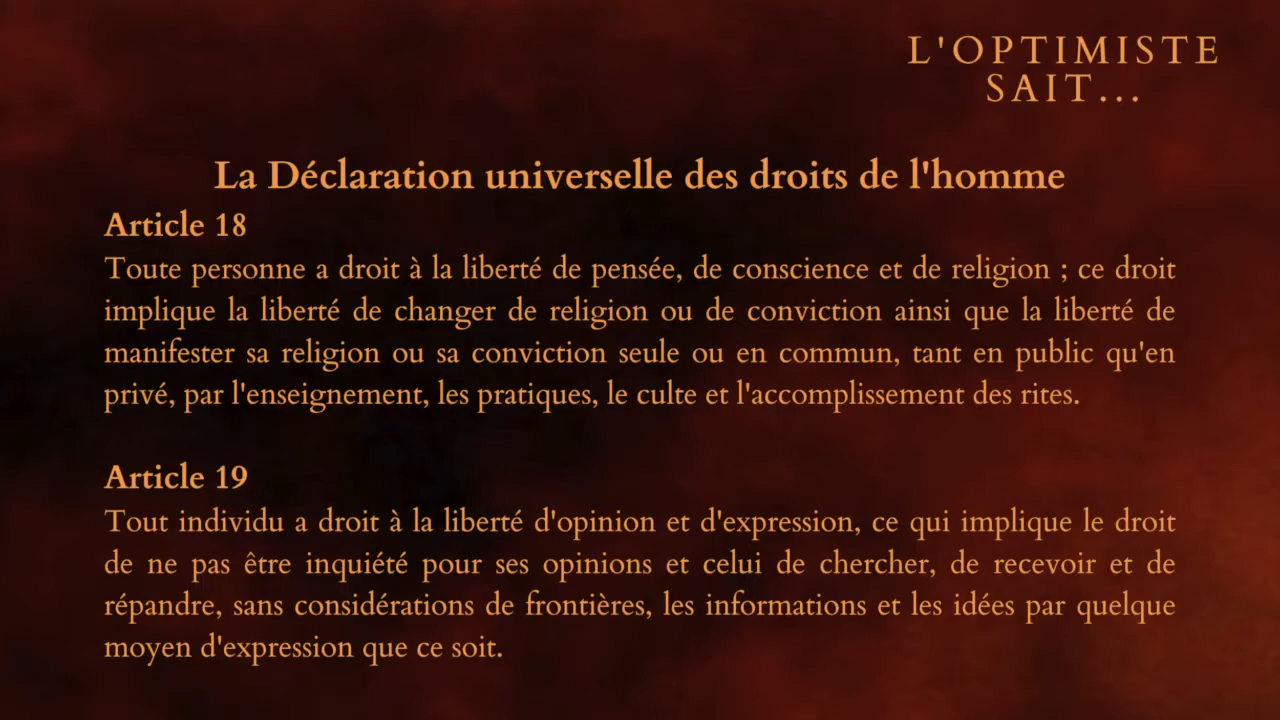 L'OPTIMISTE
SAIT...
La Déclaration universelle des droits de l'homme
Article 18
Toute personne a droit à la liberté de pensée, de conscience et de religion ; ce droit
implique la liberté de changer de religion ou de conviction ainsi que la liberté de
manifester sa religion ou sa conviction seule ou en commun, tant en public qu'en
privé, par l'enseignement, les pratiques, le culte et l'accomplissement des rites.
Article 19
Tout individu a droit à la liberté d'opinion et d'expression, ce qui implique le droit
de ne pas être inquiété pour ses opinions et celui de chercher, de recevoir et de
répandre, sans considérations de frontières, les informations et les idées par quelque
moyen d'expression que ce soit.